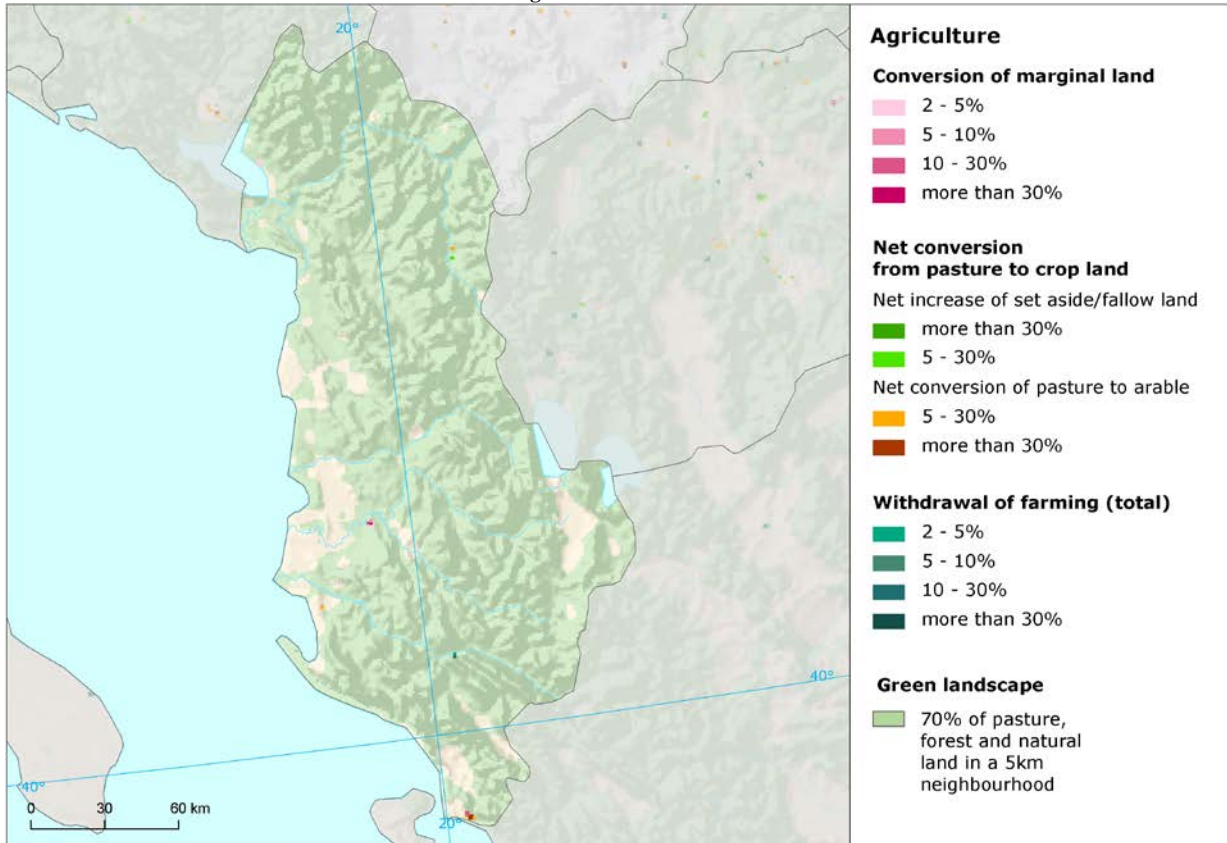 20°
40°
40°
20°
0 30 60 km
Agriculture
Conversion of marginal land
2 - 5%
5 - 10%
10 - 30%
more than 30%
Net conversion
from pasture to crop land
Net increase of set aside/fallow land
more than 30%
5 - 30%
Net conversion of pasture to arable
5 - 30%
more than 30%
Withdrawal of farming (total)
2 - 5%
5 - 10%
10 - 30%
more than 30%
Green landscape
70% of pasture,
forest and natural
land in a 5km
neighbourhood